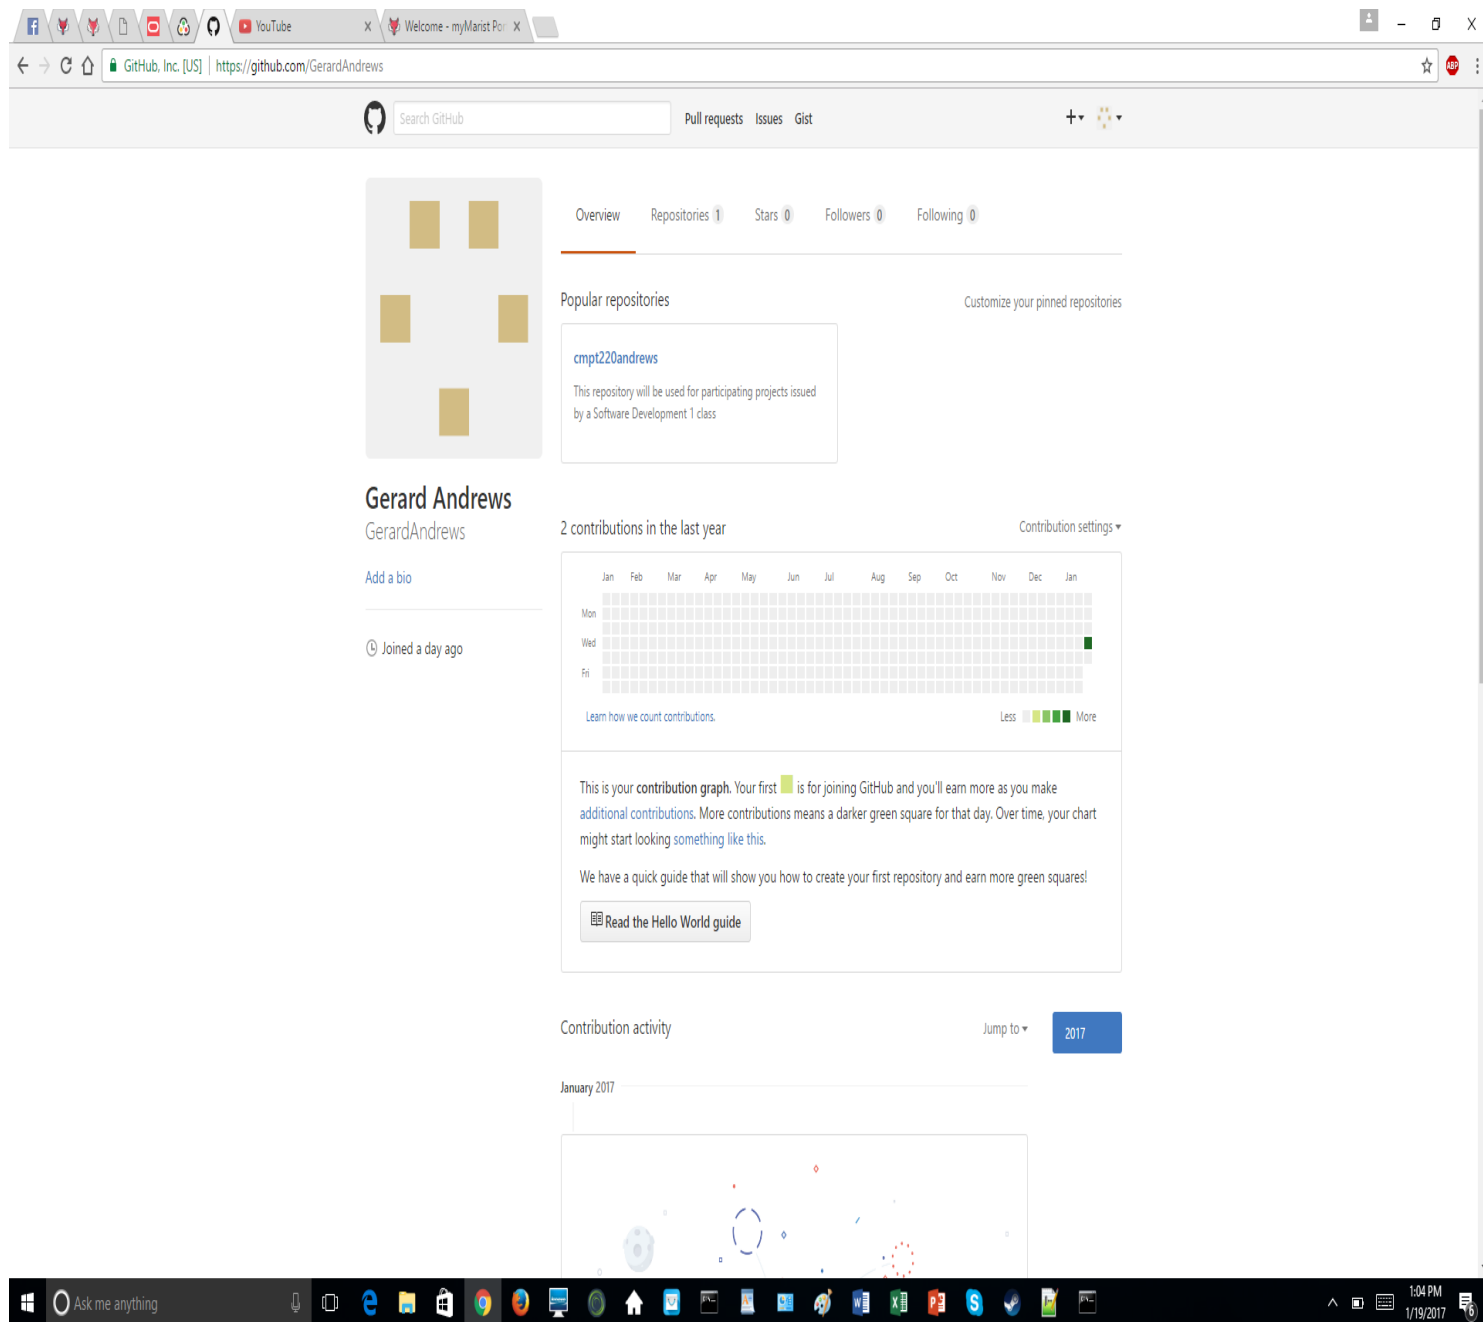 YouTube
Welcome - myMarist Por
GitHub, Inc. [US] | https://github.com/GerardAndrews
ABP
Search GitHub
Pull requests Issues Gist
Overview Repositories 1 Stars 0 Followers 0 Following 0
Popular repositories
Customize your pinned repositories
cmpt220andrews
This repository will be used for participating projects issued
by a Software Development 1 class
Gerard Andrews
GerardAndrews
Add a bio
Joined a day ago
2 contributions in the last year
Contribution settings
Jan Feb Mar Apr May Jun Jul Aug Sep Oct Nov Dec Jan
Mon
Wed
Fri
Learn how we count contributions.
Less More
This is your contribution graph. Your first is for joining GitHub and you'll earn more as you make
additional contributions. More contributions means a darker green square for that day. Over time, your chart
might start looking something like this.
We have a quick guide that will show you how to create your first repository and earn more green squares!
Read the Hello World guide
Contribution activity
Jump to
2017
January 2017
Ask me anything
1:04 PM
1/19/2017
6